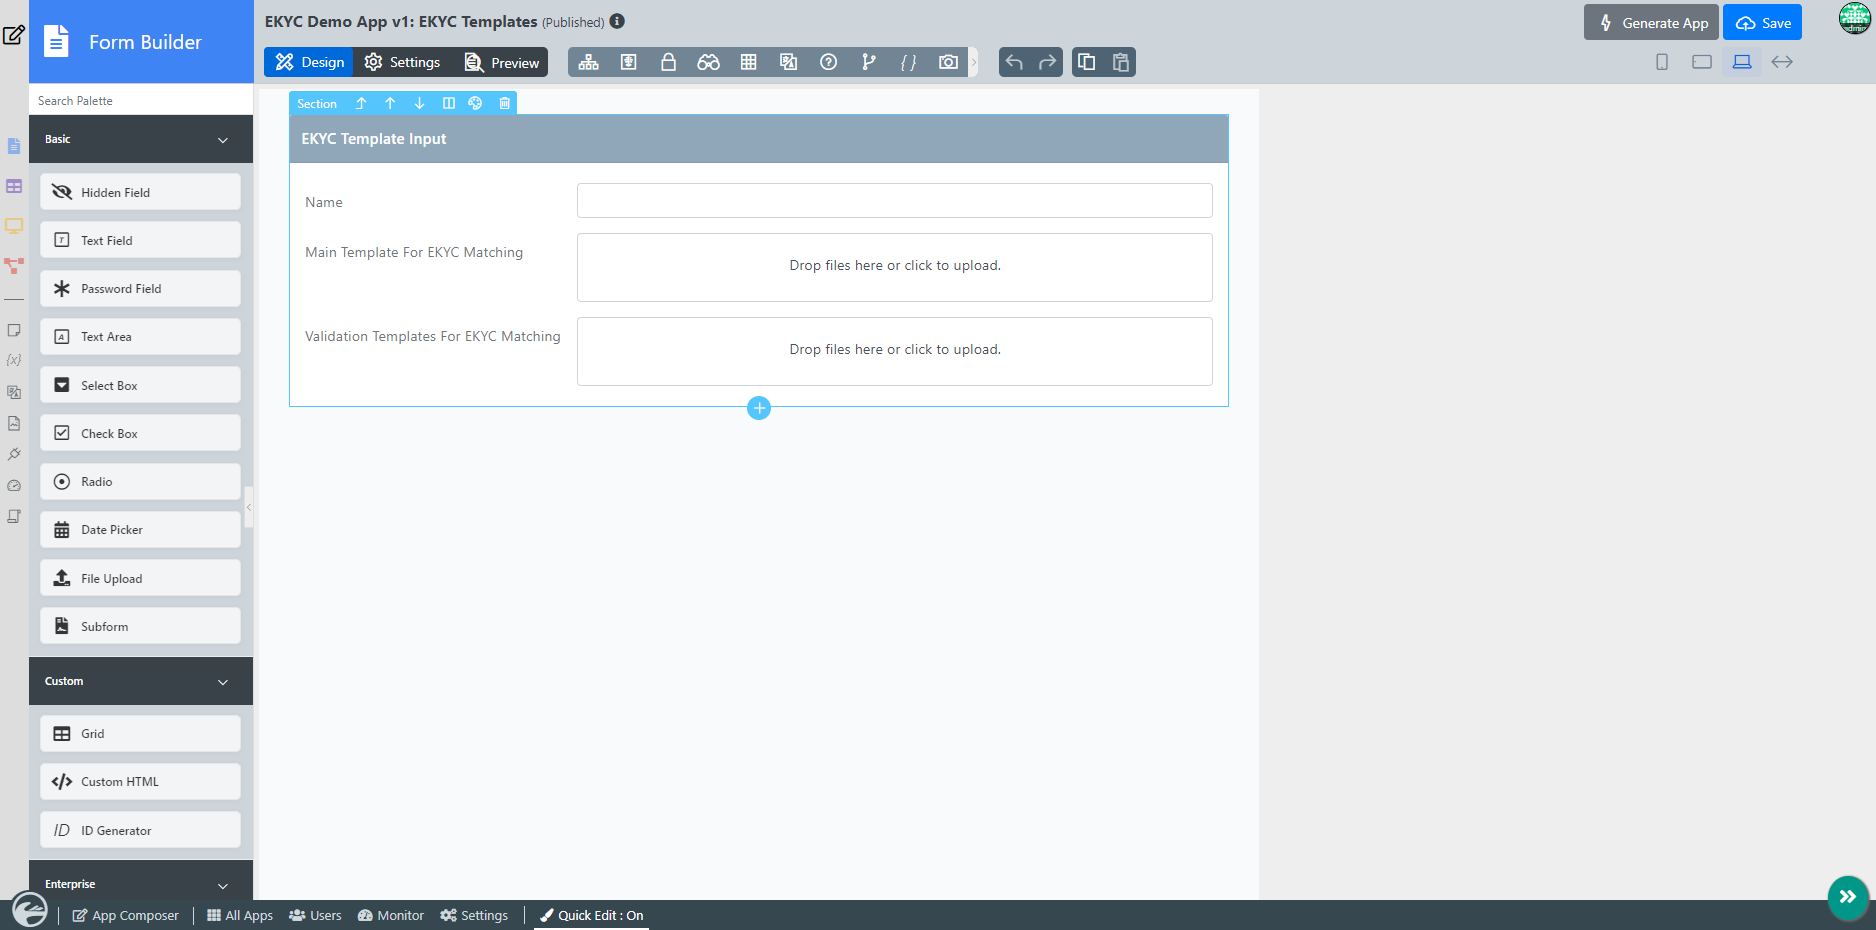 EKYC Demo App v1: EKYC Templates (Published)
Generate App
Save
Form Builder
Design
Settings
Preview
Search Palette
Section
Basic
EKYC Template Input
Hidden Field
Name
Text Field
Main Template For EKYC Matching
Drop files here or click to upload.
Password Field
Text Area
Validation Templates For EKYC Matching
Drop files here or click to upload.
Select Box
Check Box
Radio
Date Picker
File Upload
Subform
Custom
Grid
Custom HTML
ID ID Generator
Enterprise
App Composer
All Apps
Users
Monitor
Settings
Quick Edit : On